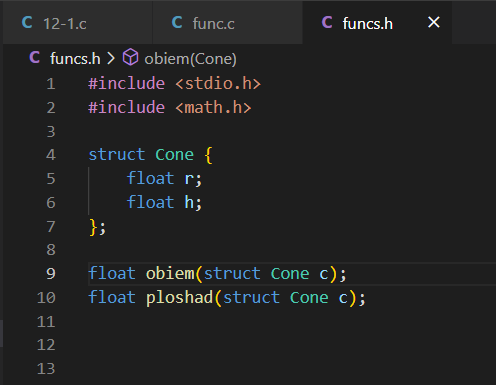 C 12-1.c C func.c C funcs.h ×
C funcs.h > obiem(Cone)
1 #include <stdio.h>
2 #include <math.h>
3
4 struct Cone {
5 float r;
6 float h;
7 };
8
9 float obiem(struct Cone c);
10 float ploshad(struct Cone c);
11
12
13